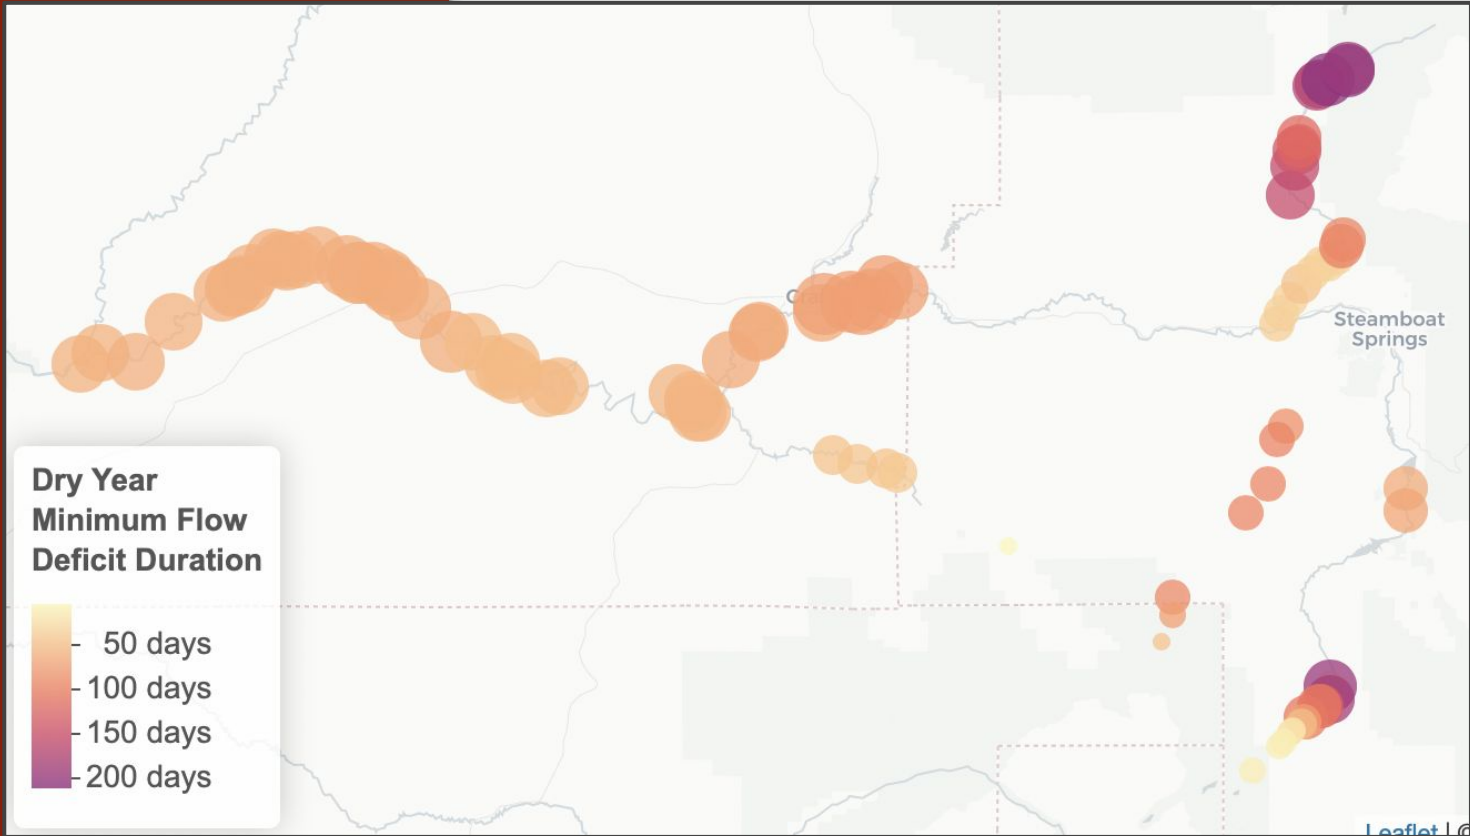 Steamboat
Springs
Dry Year
Minimum Flow
Deficit Duration
50 days
100 days
150 days
200 days
Leaflet | ©